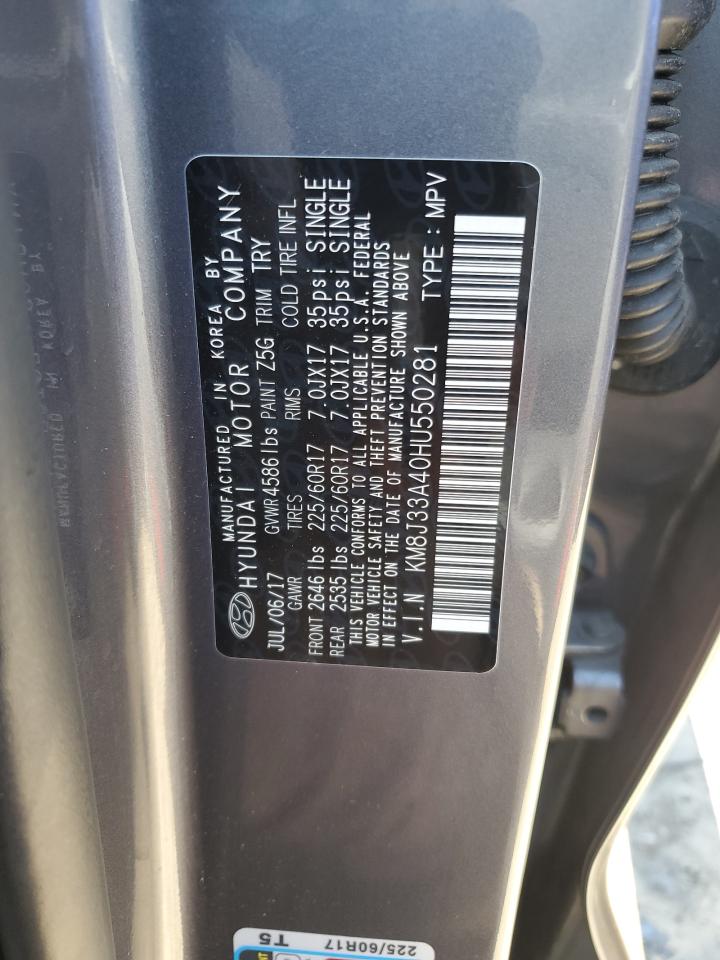 MANUFACTURED IN KOREA BY
HYUNDAI MOTOR COMPANY
JUL/06/17 GVWR 4586 lbs PAINT Z5G TRIM TRY
GAWR TIRES RIMS COLD TIRE INFL
FRONT 2646 lbs 225/60R17 7.0JX17 35psi SINGLE
REAR 2535 lbs 225/60R17 7.0JX17 35psi SINGLE
THIS VEHICLE CONFORMS TO ALL APPLICABLE U.S.A. FEDERAL
MOTOR VEHICLE SAFETY AND THEFT PREVENTION STANDARDS
IN EFFECT ON THE DATE OF MANUFACTURE SHOWN ABOVE
V.I.N KM8J33A40HU550281 TYPE : MPV
225/60R17
T5